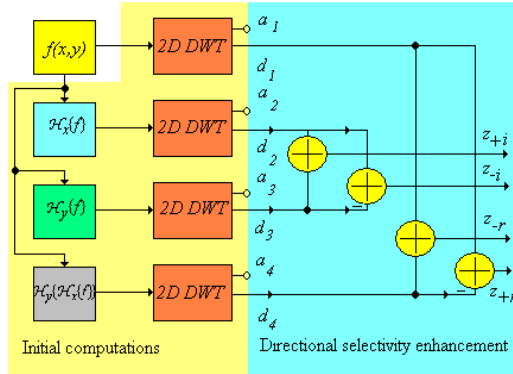 f(x,y)
2D DWT
a1
d1
ℋx{f}
2D DWT
a2
d2
z+i
z-i
ℋy{f}
2D DWT
a3
d3
z-r
ℋy{ℋx{f}}
2D DWT
a4
d4
z+r
Initial computations
Directional selectivity enhancement